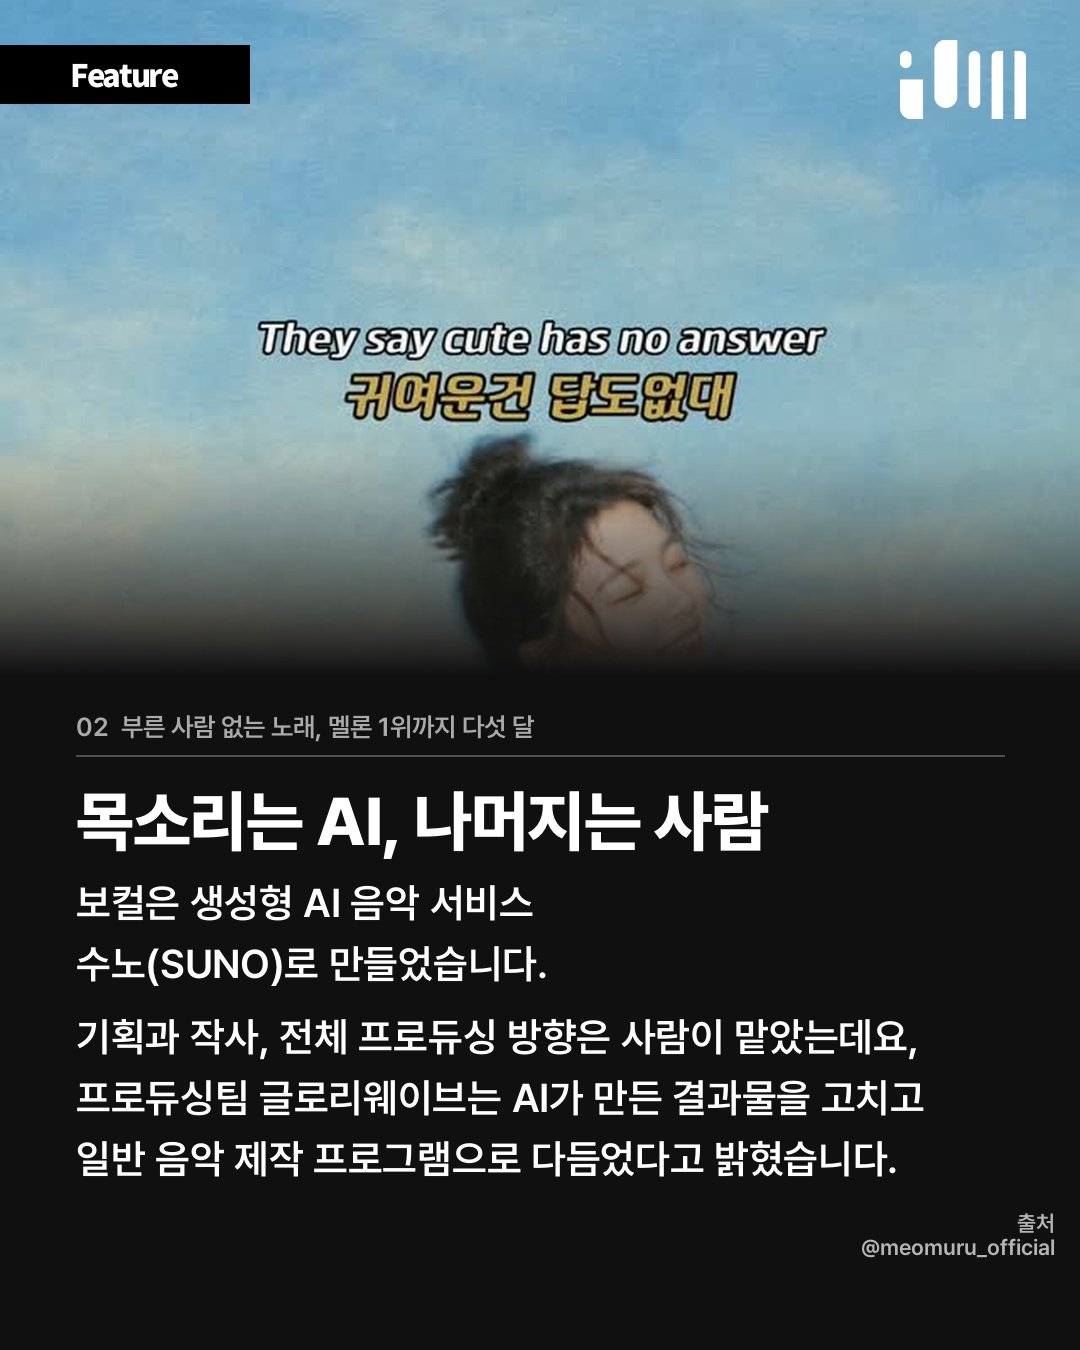 Feature
They say cute has no answer
귀여운건 답도없대
02 부른 사람 없는 노래, 멜론 1위까지 다섯 달
목소리는 AI, 나머지는 사람
보컬은 생성형 AI 음악 서비스
수노(SUNO)로 만들었습니다.
기획과 작사, 전체 프로듀싱 방향은 사람이 맡았는데요,
프로듀싱팀 글로리웨이브는 AI가 만든 결과물을 고치고
일반 음악 제작 프로그램으로 다듬었다고 밝혔습니다.
출처
@meomuru_official